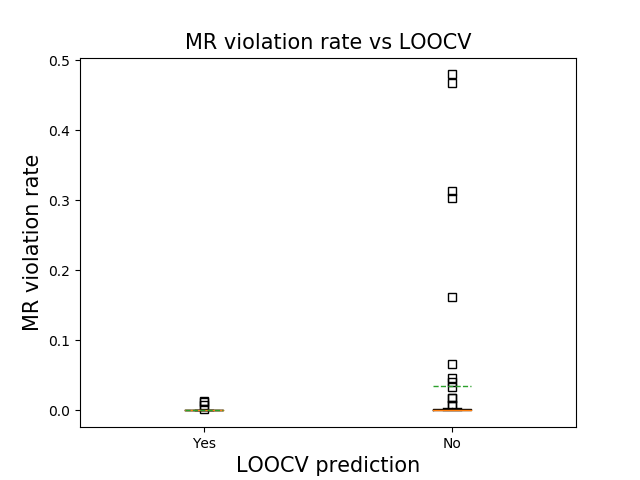 MR violation rate vs LOOCV
0.5
0.4
0.3
0.2
0.1
0.0
MR violation rate
Yes
No
LOOCV prediction